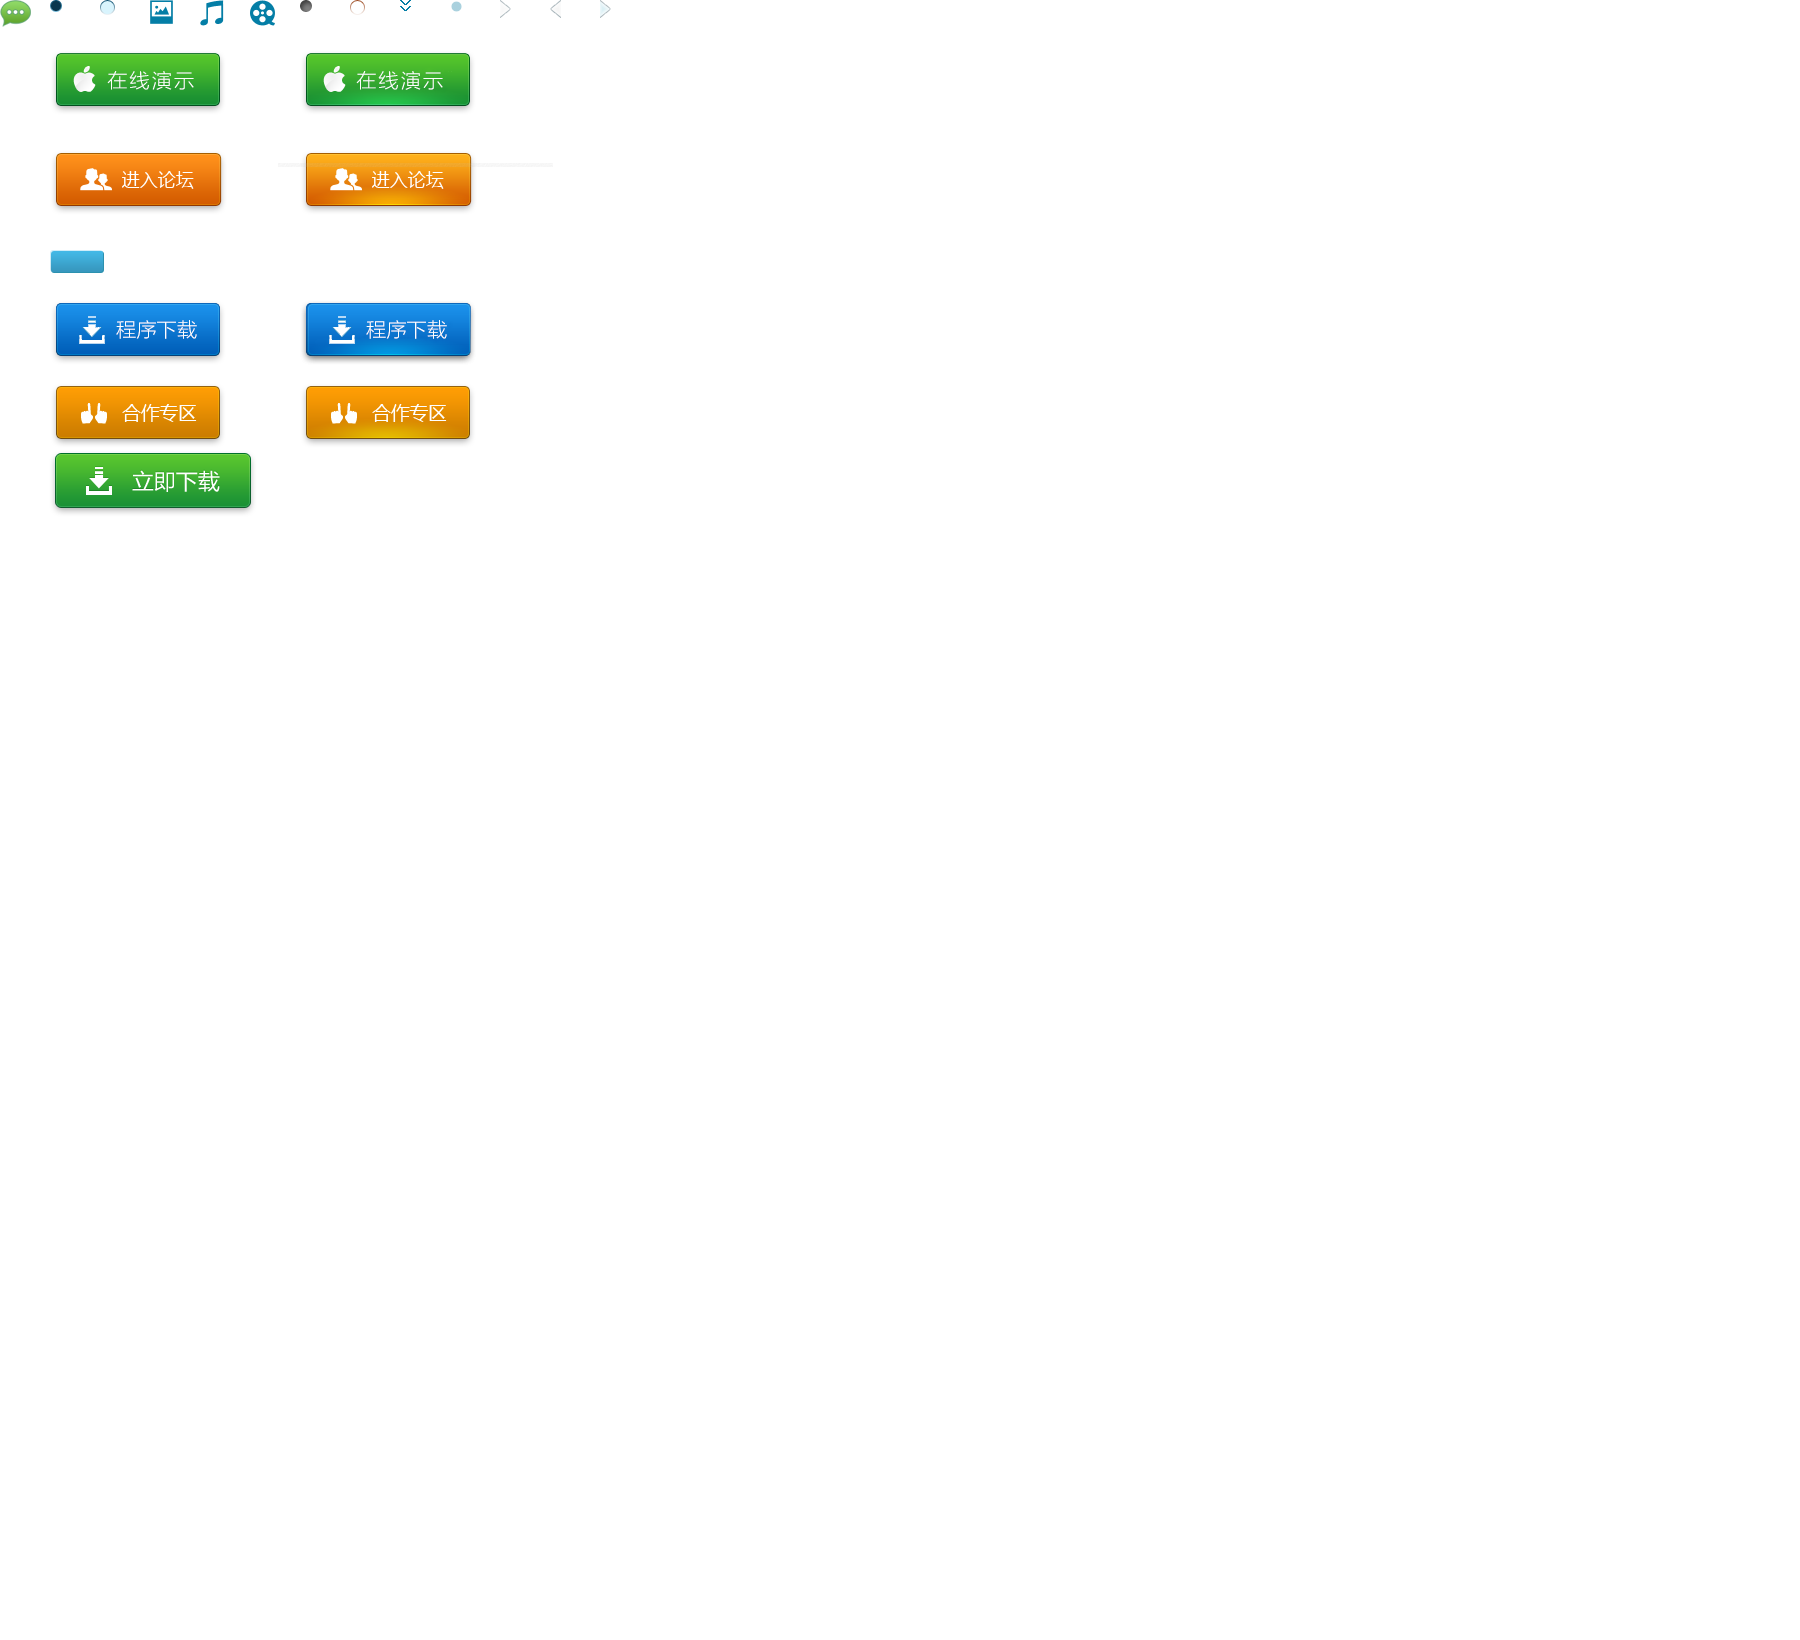 在线演示 在线演示
进入论坛 进入论坛
程序下载 程序下载
合作专区 合作专区
立即下载